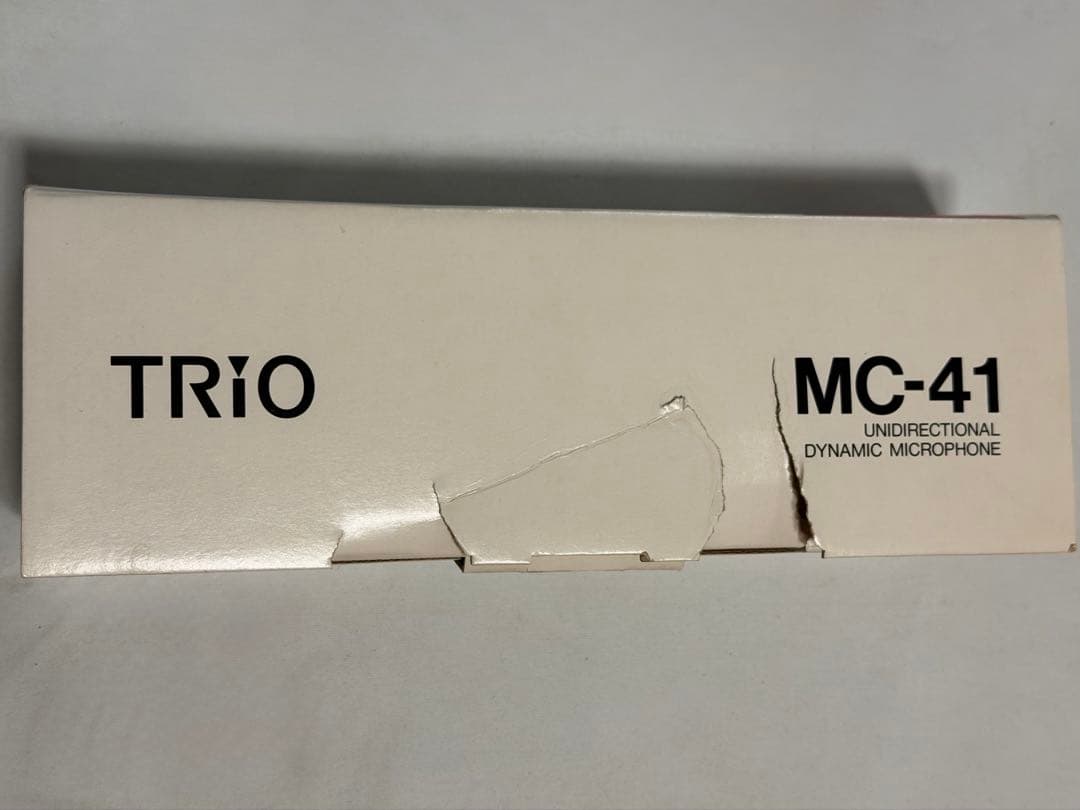 TRIO
MC-41
UNIDIRECTIONAL
DYNAMIC MICROPHONE